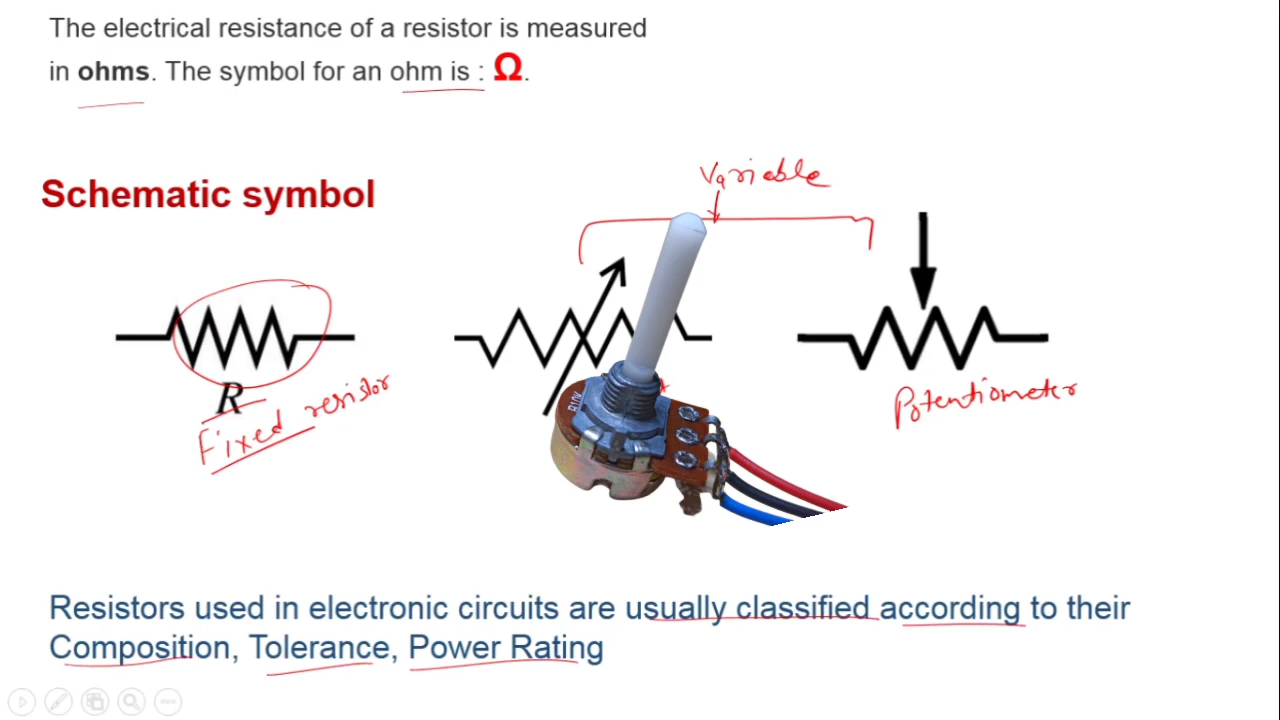 The electrical resistance of a resistor is measured
in ohms. The symbol for an ohm is : Ω.
Variable
Schematic symbol
R
Fixed resistor
Potentiometer
Resistors used in electronic circuits are usually classified according to their
Composition, Tolerance, Power Rating